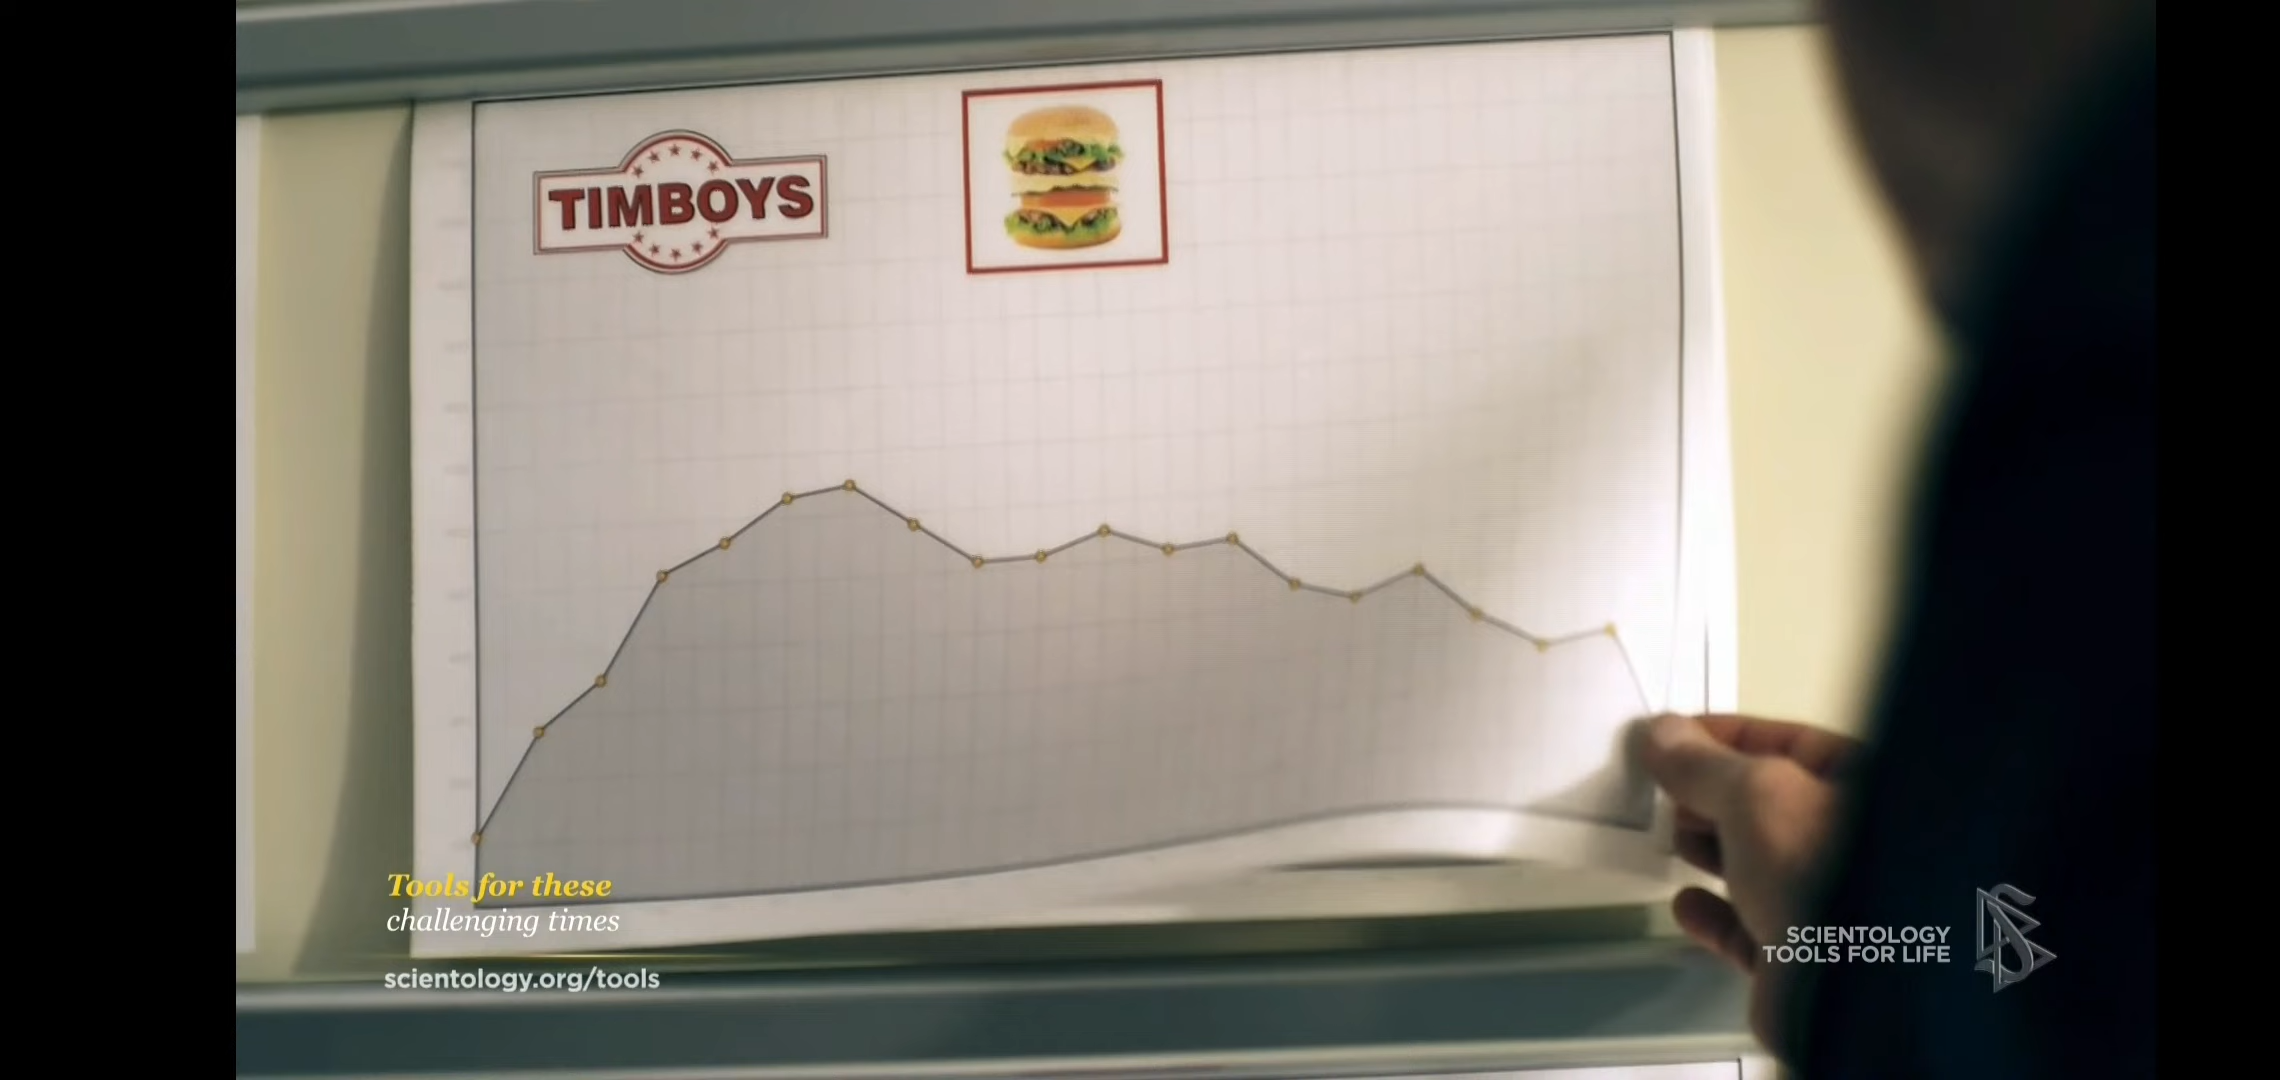 TIMBOYS
Tools for these
challenging times
scientology.org/tools
SCIENTOLOGY
TOOLS FOR LIFE